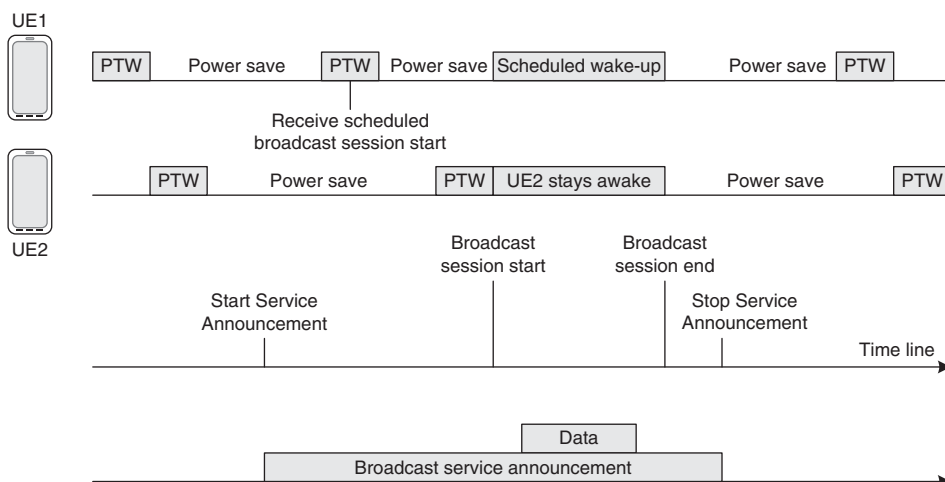 UE1
PTW
Power save
PTW
Power save
Scheduled wake-up
Power save
PTW
Receive scheduled
broadcast session start
PTW
Power save
PTW
UE2 stays awake
Power save
PTW
UE2
Broadcast
session start
Broadcast
session end
Start Service
Announcement
Stop Service
Announcement
Time line
Data
Broadcast service announcement